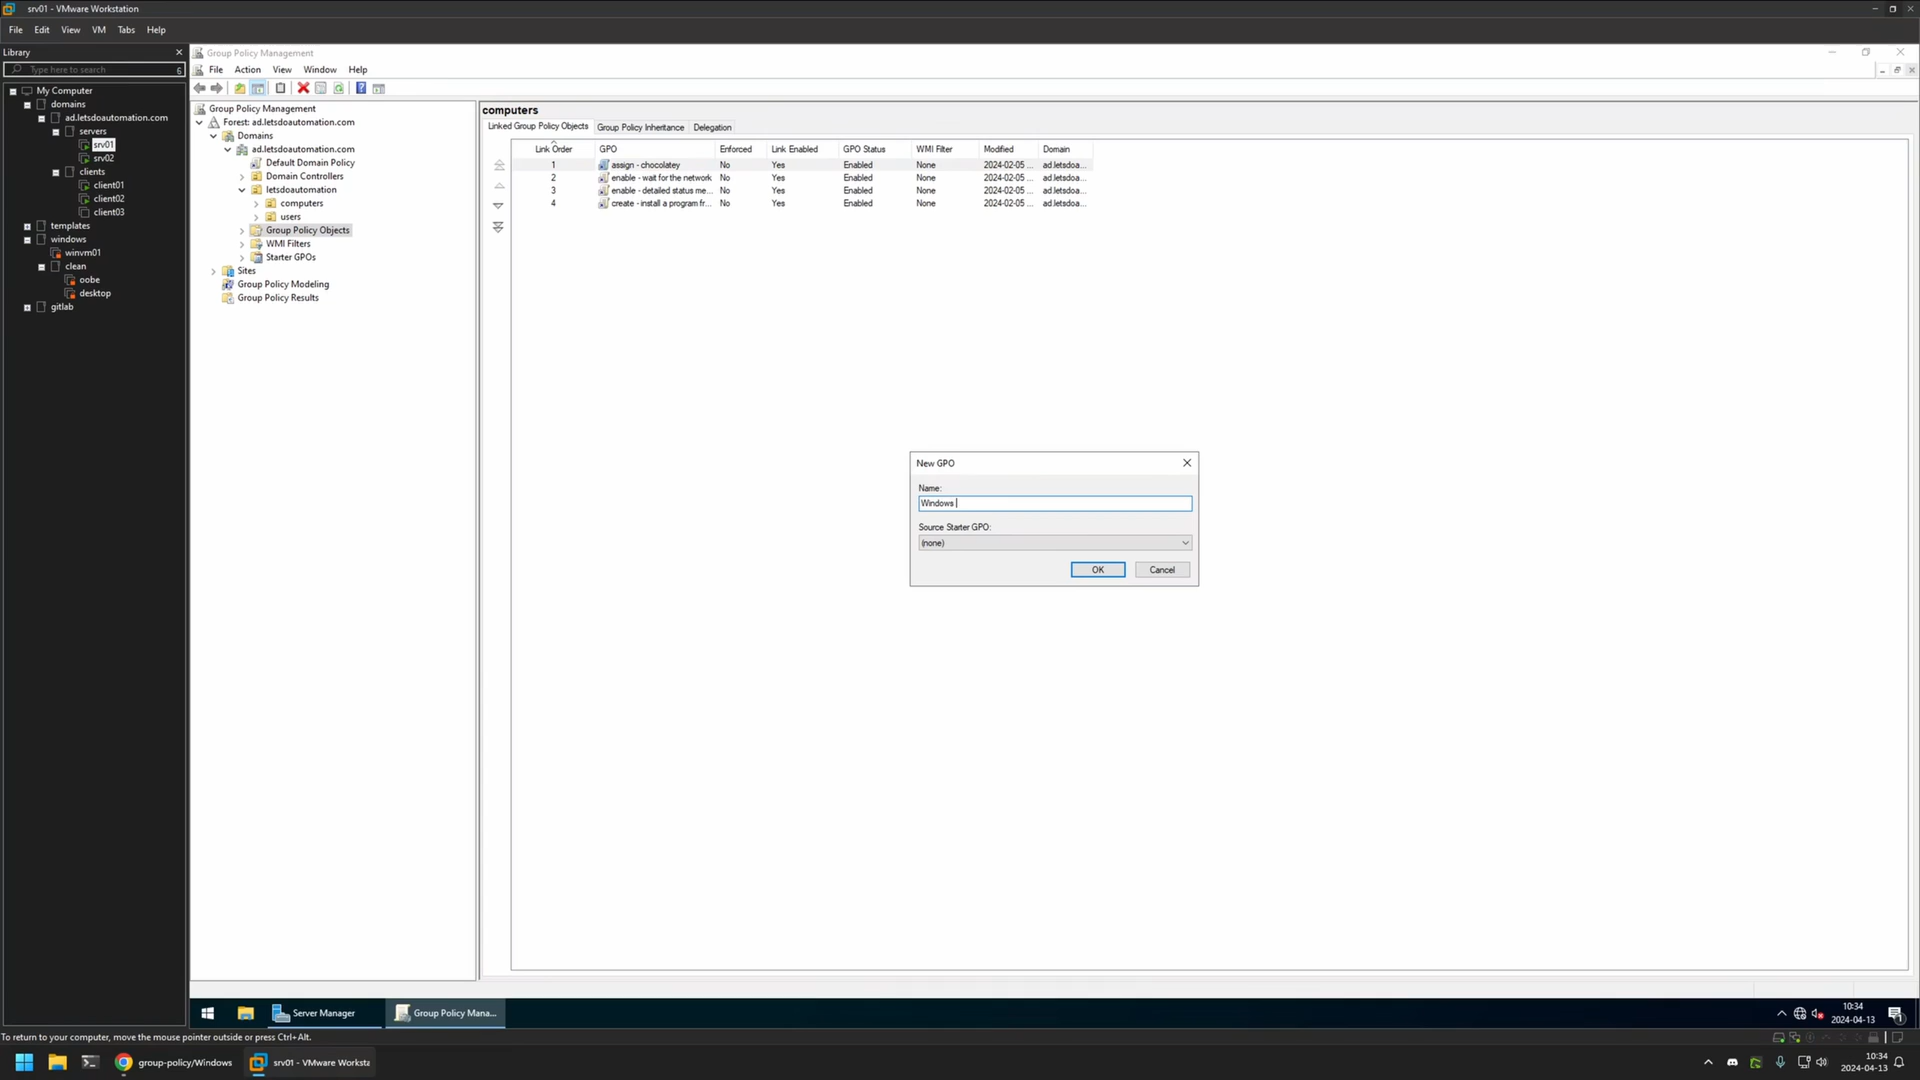 srv01 - VMware Workstation
File Edit View VM Tabs Help
Library
Type here to search
My Computer
domains
ad.letsdoautomation.com
servers
srv01
srv02
clients
client01
client02
client03
templates
windows
winvm01
clean
oobe
desktop
gitlab
Group Policy Management
File Action View Window Help
Group Policy Management
Forest: ad.letsdoautomation.com
Domains
ad.letsdoautomation.com
Default Domain Policy
Domain Controllers
letsdoautomation
computers
users
Group Policy Objects
WMI Filters
Starter GPOs
Sites
Group Policy Modeling
Group Policy Results
computers
Linked Group Policy Objects Group Policy Inheritance Delegation
Link Order GPO Enforced Link Enabled GPO Status WMI Filter Modified Domain
1 assign - chocolatey No Yes Enabled None 2024-02-05 ... ad.letsdoa...
2 enable - wait for the network No Yes Enabled None 2024-02-05 ... ad.letsdoa...
3 enable - detailed status me... No Yes Enabled None 2024-02-05 ... ad.letsdoa...
4 create - install a program fr... No Yes Enabled None 2024-02-05 ... ad.letsdoa...
New GPO
Name:
Windows
Source Starter GPO:
(none)
OK Cancel
Server Manager Group Policy Mana...
10:34
2024-04-13
To return to your computer, move the mouse pointer outside or press Ctrl+Alt.
group-policy/Windows srv01 - VMware Worksta
10:34
2024-04-13